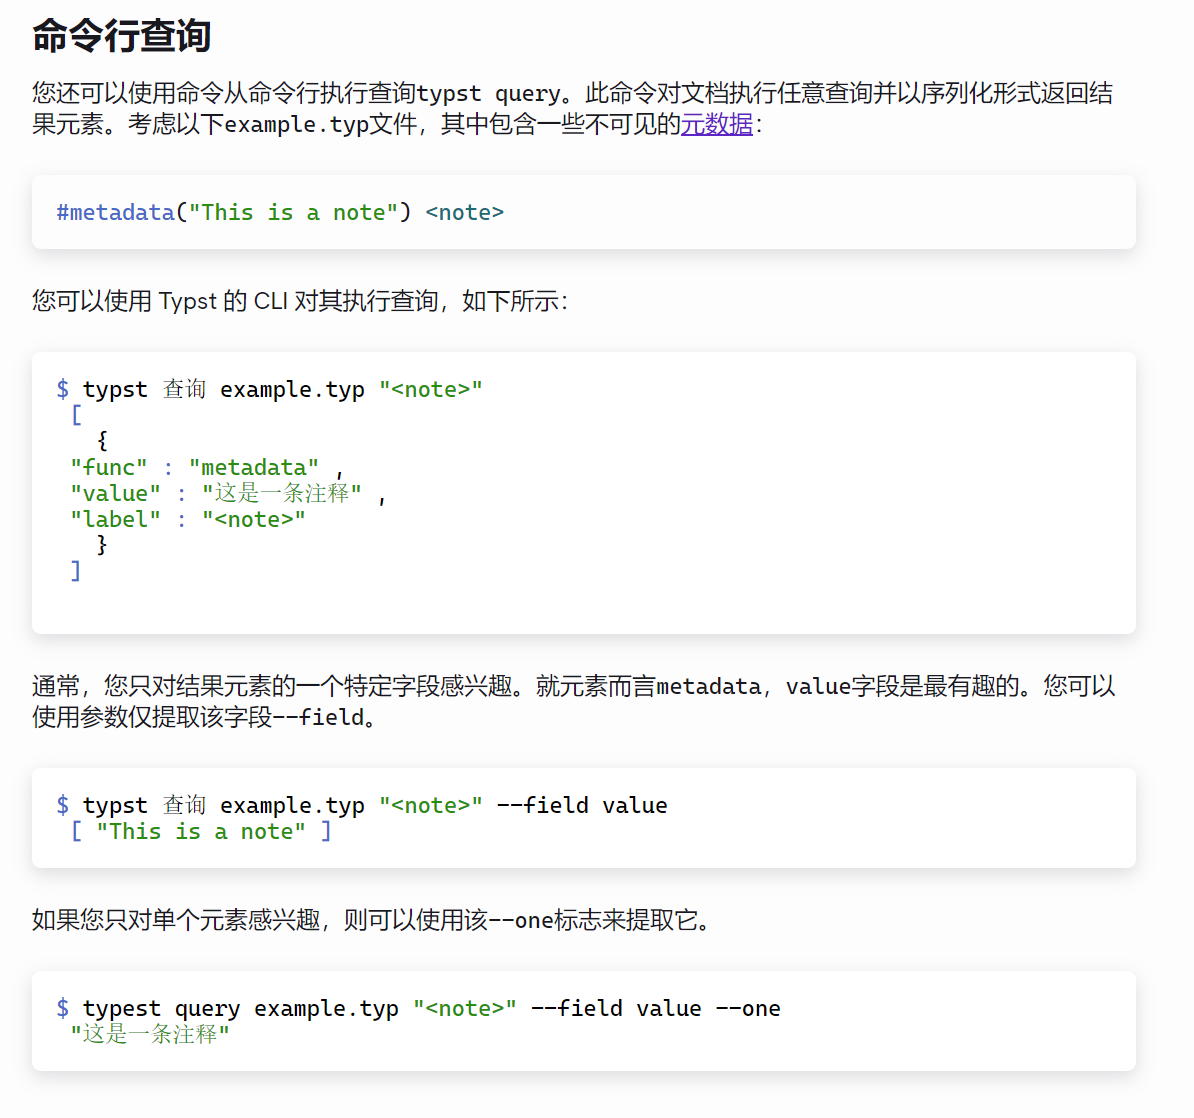 命令行查询
您还可以使用命令从命令行执行查询typst query。此命令对文档执行任意查询并以序列化形式返回结
果元素。考虑以下example.typ文件，其中包含一些不可见的元数据：
#metadata("This is a note") <note>
您可以使用 Typst 的 CLI 对其执行查询，如下所示：
$ typst 查询 example.typ "<note>"
[
{
"func" : "metadata" ,
"value" : "这是一条注释" ,
"label" : "<note>"
}
]
通常，您只对结果元素的一个特定字段感兴趣。就元素而言metadata，value字段是最有趣的。您可以
使用参数仅提取该字段--field。
$ typst 查询 example.typ "<note>" --field value
[ "This is a note" ]
如果您只对单个元素感兴趣，则可以使用该--one标志来提取它。
$ typest query example.typ "<note>" --field value --one
"这是一条注释"